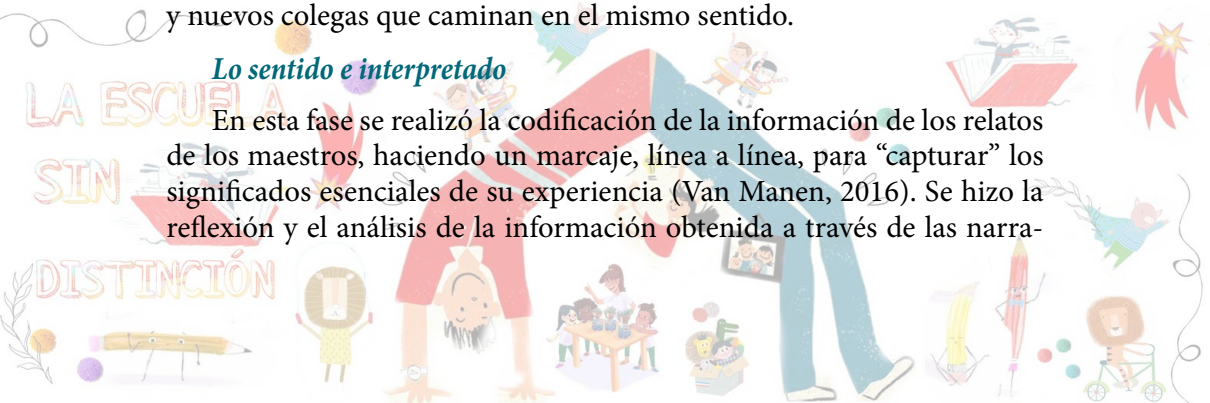 y nuevos colegas que caminan en el mismo sentido.
Lo sentido e interpretado
En esta fase se realizó la codificación de la información de los relatos
de los maestros, haciendo un marcaje, línea a línea, para “capturar” los
significados esenciales de su experiencia (Van Manen, 2016). Se hizo la
reflexión y el análisis de la información obtenida a través de las narra-
LA ESCUELA
SIN
DISTINCIÓN